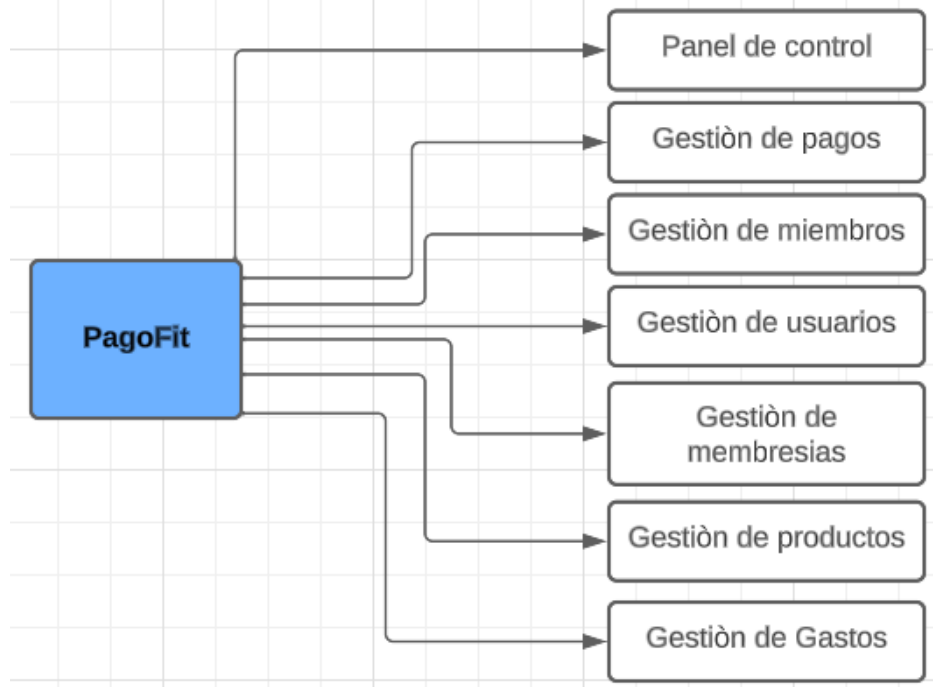 Panel de control
Gestiòn de pagos
Gestiòn de miembros
PagoFit
Gestiòn de usuarios
Gestiòn de
membresias
Gestiòn de productos
Gestiòn de Gastos